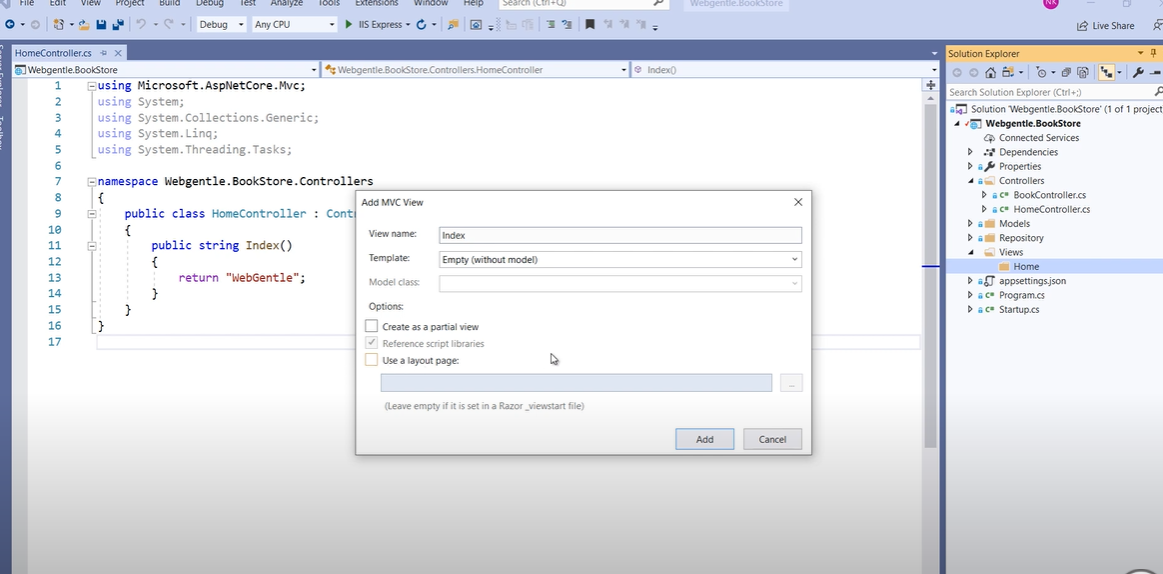 File Edit View Project Build Debug Test Analyze Tools Extensions Window Help Search (Ctrl+Q) Webgentle.BookStore NK
Debug Any CPU IIS Express Live Share
HomeController.cs
Webgentle.BookStore Webgentle.BookStore.Controllers.HomeController Index()
1 using Microsoft.AspNetCore.Mvc;
2 using System;
3 using System.Collections.Generic;
4 using System.Linq;
5 using System.Threading.Tasks;
6
7 namespace Webgentle.BookStore.Controllers
8 {
9 public class HomeController : Contr
10 {
11 public string Index()
12 {
13 return "WebGentle";
14 }
15 }
16 }
17
Add MVC View
View name: Index
Template: Empty (without model)
Model class:
Options:
Create as a partial view
Reference script libraries
Use a layout page:
...
(Leave empty if it is set in a Razor _viewstart file)
Add Cancel
Solution Explorer
Search Solution Explorer (Ctrl+;)
Solution 'Webgentle.BookStore' (1 of 1 project
Webgentle.BookStore
Connected Services
Dependencies
Properties
Controllers
C# BookController.cs
C# HomeController.cs
Models
Repository
Views
Home
appsettings.json
C# Program.cs
C# Startup.cs